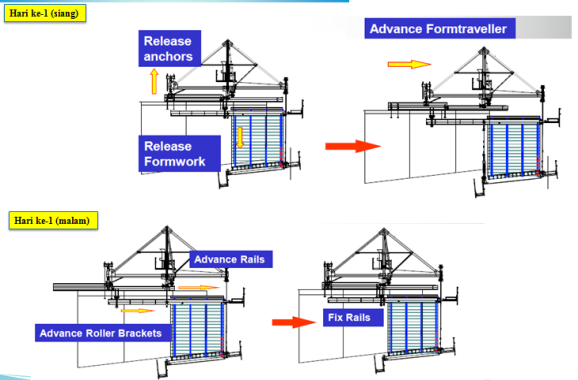 Hari ke-1 (siang)
Release
anchors
Release
Formwork
Advance Formtraveller
Hari ke-1 (malam)
Advance Rails
Advance Roller Brackets
Fix Rails